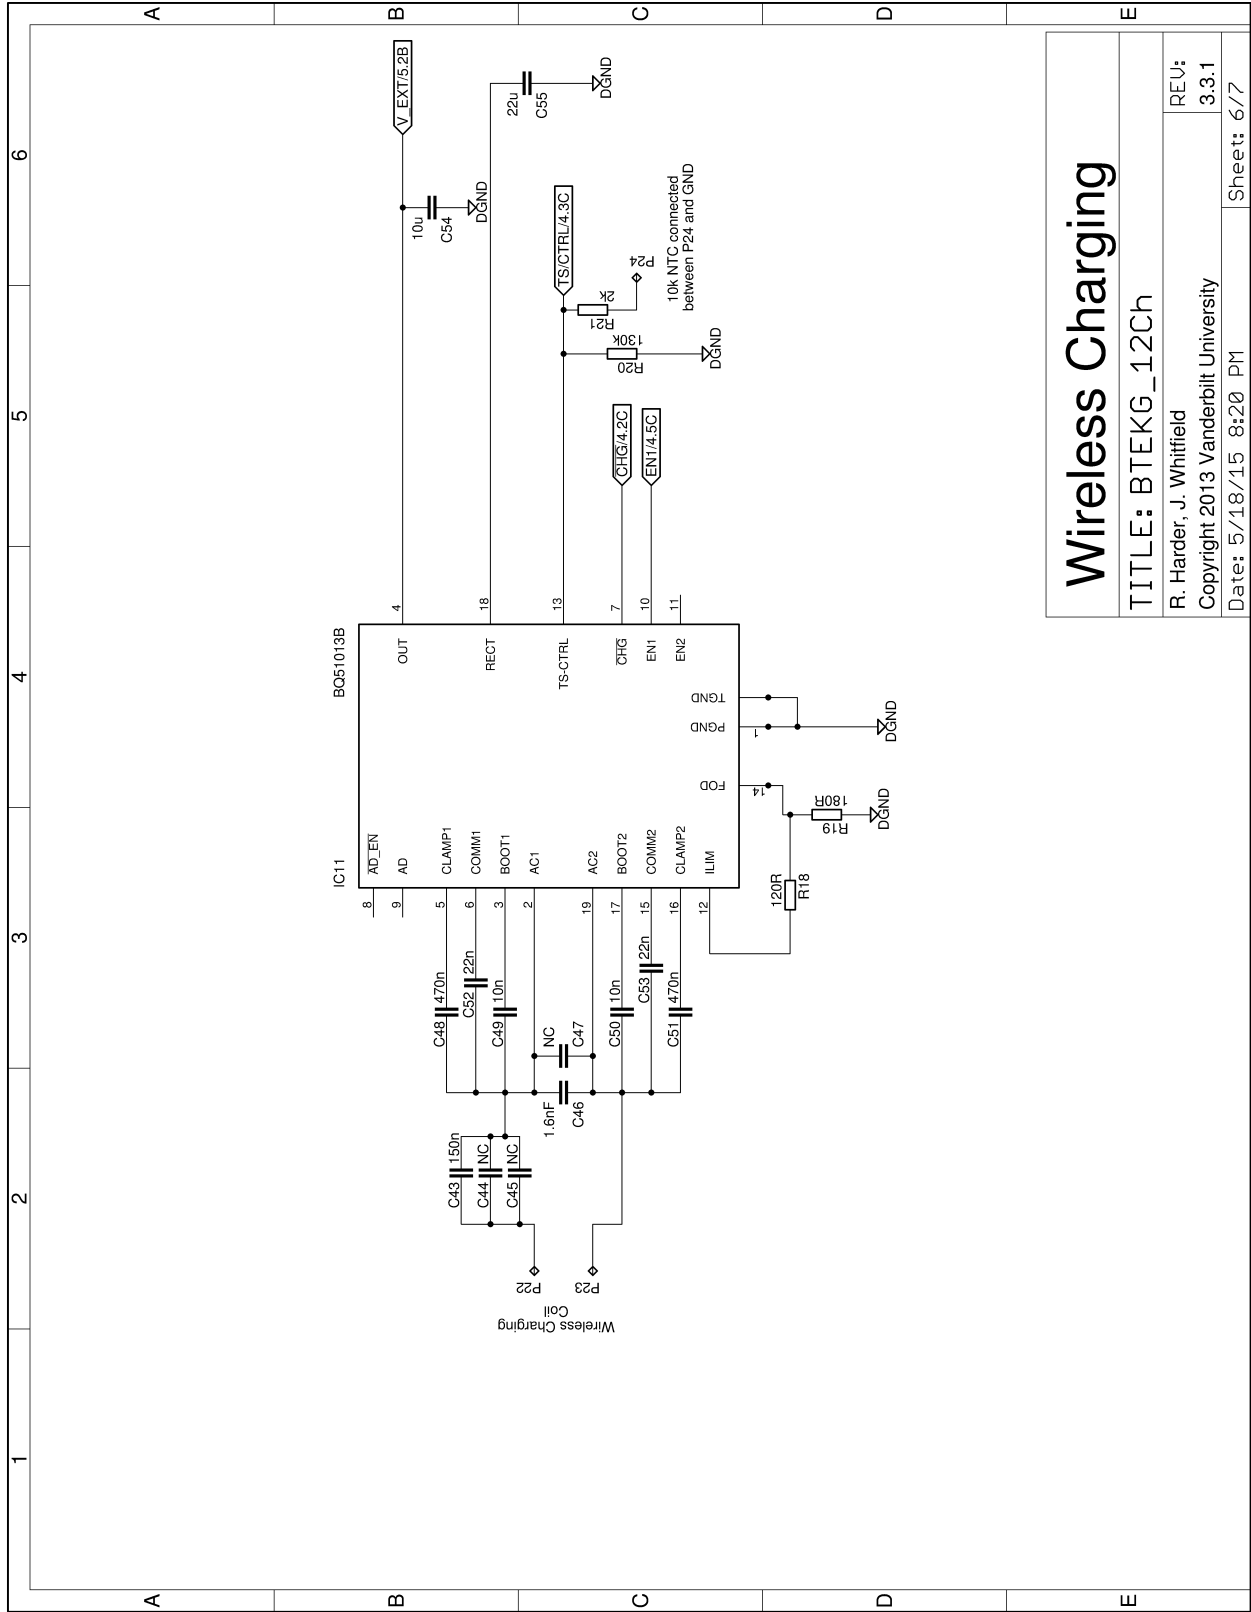 1
2
3
4
5
6
A
B
C
D
E
A
B
C
D
E
IC11
BQ51013B
8
AD_EN
9
AD
5
CLAMP1
6
COMM1
3
BOOT1
2
AC1
19
AC2
17
BOOT2
15
COMM2
16
CLAMP2
12
ILIM
OUT
4
RECT
18
TS-CTRL
13
CHG
7
EN1
10
EN2
11
FOD
14
PGND
1
TGND
C48
470n
C52
22n
C49
10n
NC
C47
1.6nF
C46
C50
10n
C53
22n
C51
470n
C43
150n
C44
NC
C45
NC
P22
P23
Wireless Charging
Coil
120R
R18
R19
180R
DGND
DGND
V_EXT/5.2B
10u
C54
DGND
22u
C55
DGND
TS/CTRL/4.3C
R21
2k
P24
10k NTC connected
between P24 and GND
R20
130k
DGND
CHG/4.2C
EN1/4.5C
Wireless Charging
TITLE: BTEKG_12Ch
R. Harder, J. Whitfield
Copyright 2013 Vanderbilt University
REV:
3.3.1
Date: 5/18/15 8:20 PM
Sheet: 6/7